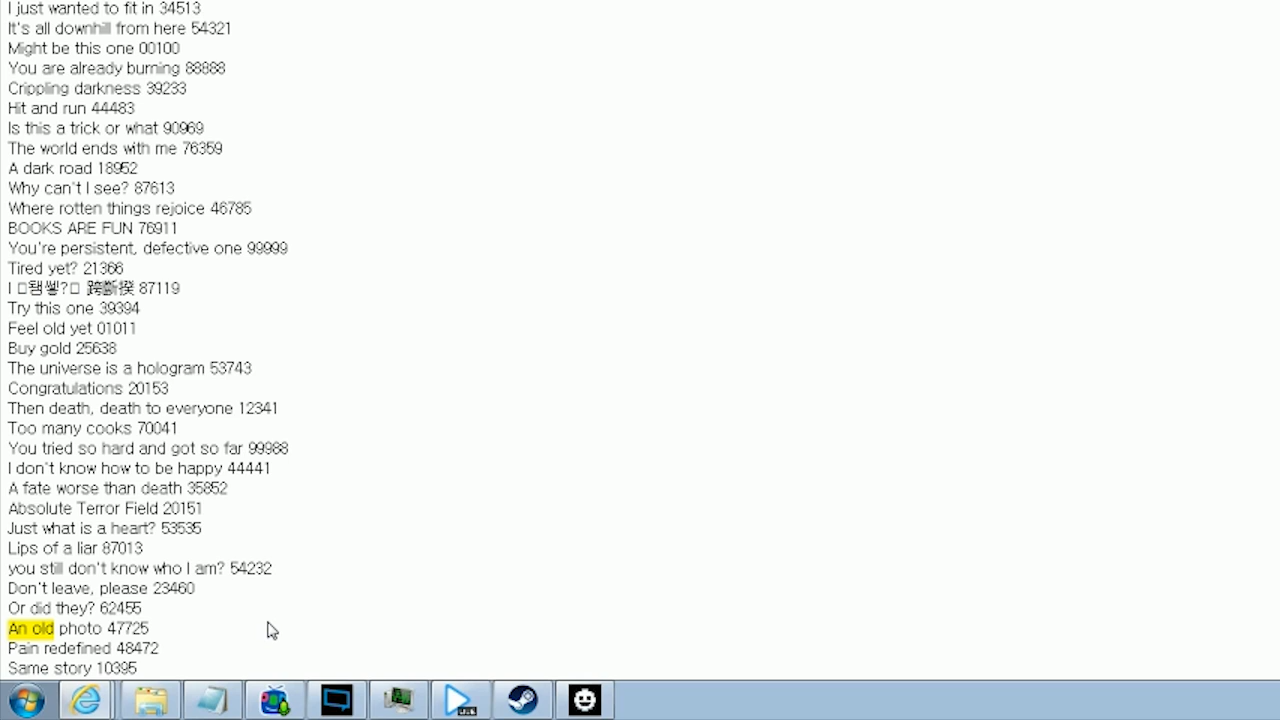 I just wanted to fit in 34513
It's all downhill from here 54321
Might be this one 00100
You are already burning 88888
Crippling darkness 39233
Hit and run 44483
Is this a trick or what 90969
The world ends with me 76359
A dark road 18952
Why can't I see? 87613
Where rotten things rejoice 46785
BOOKS ARE FUN 76911
You're persistent, defective one 99999
Tired yet? 21366
I 87119
Try this one 39394
Feel old yet 01011
Buy gold 25638
The universe is a hologram 53743
Congratulations 20153
Then death, death to everyone 12341
Too many cooks 70041
You tried so hard and got so far 99988
I don't know how to be happy 44441
A fate worse than death 35852
Absolute Terror Field 20151
Just what is a heart? 53535
Lips of a liar 87013
you still don't know who I am? 54232
Don't leave, please 23460
Or did they? 62455
An old photo 47725
Pain redefined 48472
Same story 10395